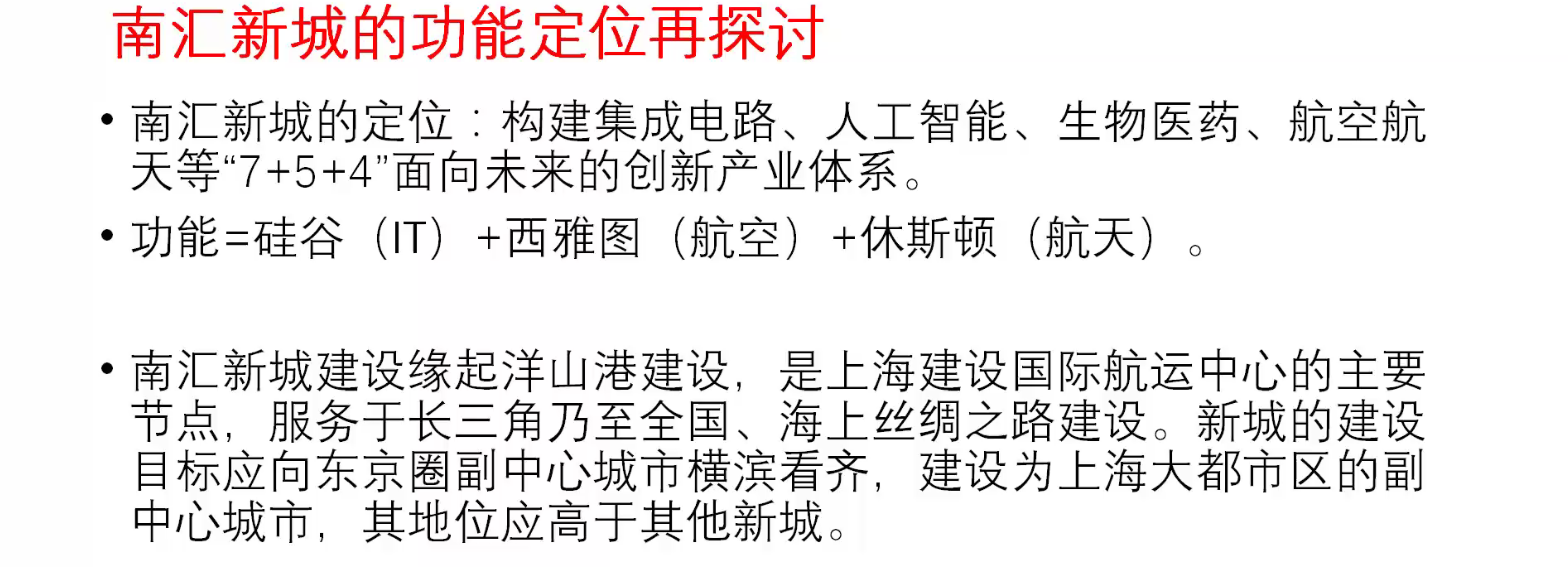 南汇新城的功能定位再探讨
• 南汇新城的定位：构建集成电路、人工智能、生物医药、航空航
天等“7+5+4”面向未来的创新产业体系。
• 功能=硅谷（IT）+西雅图（航空）+休斯顿（航天）。
• 南汇新城建设缘起洋山港建设，是上海建设国际航运中心的主要
节点，服务于长三角乃至全国、海上丝绸之路建设。新城的建设
目标应向东京圈副中心城市横滨看齐，建设为上海大都市区的副
中心城市，其地位应高于其他新城。